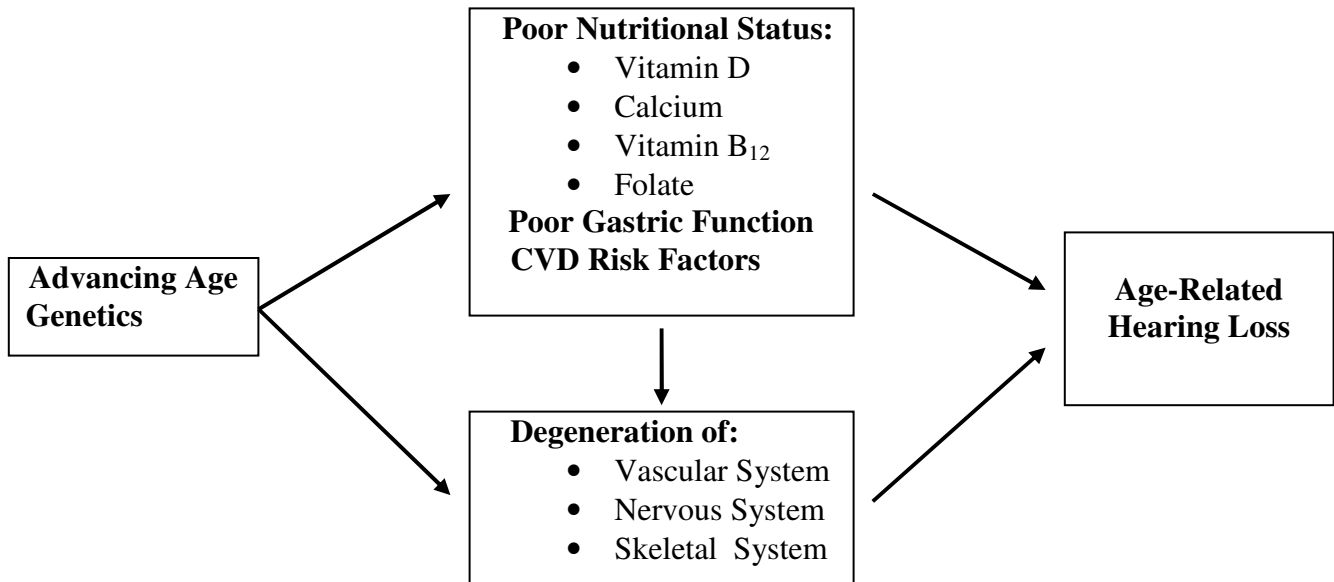 Poor Nutritional Status:
• Vitamin D
• Calcium
• Vitamin B₁₂
• Folate
Poor Gastric Function
CVD Risk Factors
Advancing Age
Genetics
Age-Related
Hearing Loss
Degeneration of:
• Vascular System
• Nervous System
• Skeletal System